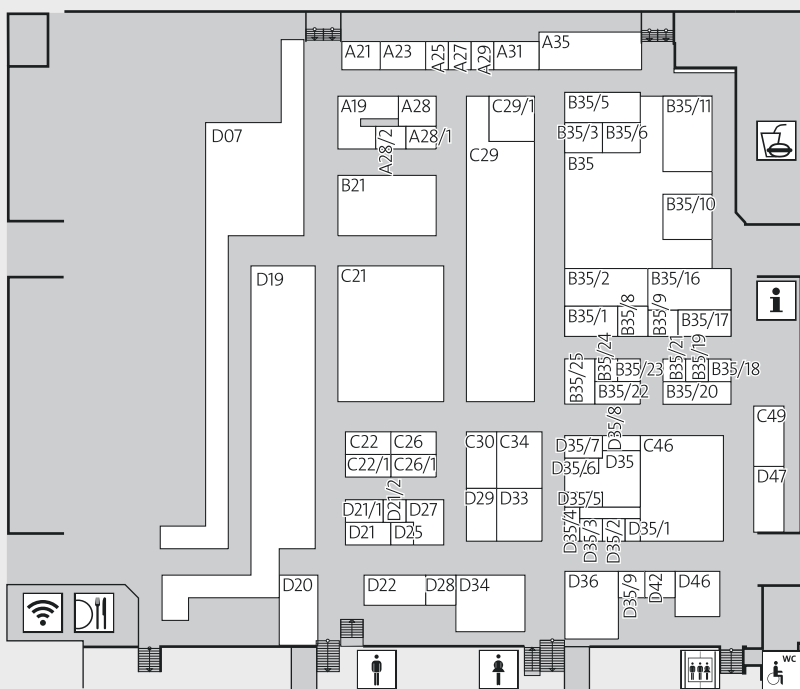 A21 A23 A25 A27 A29 A31 A35
A19 A28 C29/1 B35/5 B35/11
D07 A28/2 A28/1 B35/3 B35/6
C29 B35
B21 B35/10
D19 C21 B35/2 B35/16
B35/1 B35/8 B35/9 B35/17
B35/25 B35/24 B35/23 B35/21 B35/19 B35/18
B35/22 B35/20
D35/8 C49
C22 C26 C30 C34 D35/7 C46
C22/1 C26/1 D35/6 D35
D47
D21/1 D21/2 D27 D29 D33 D35/5
D21 D25 D35/4 D35/3 D35/2 D35/1
D20 D22 D28 D34 D36 D35/9 D42 D46
i
WC